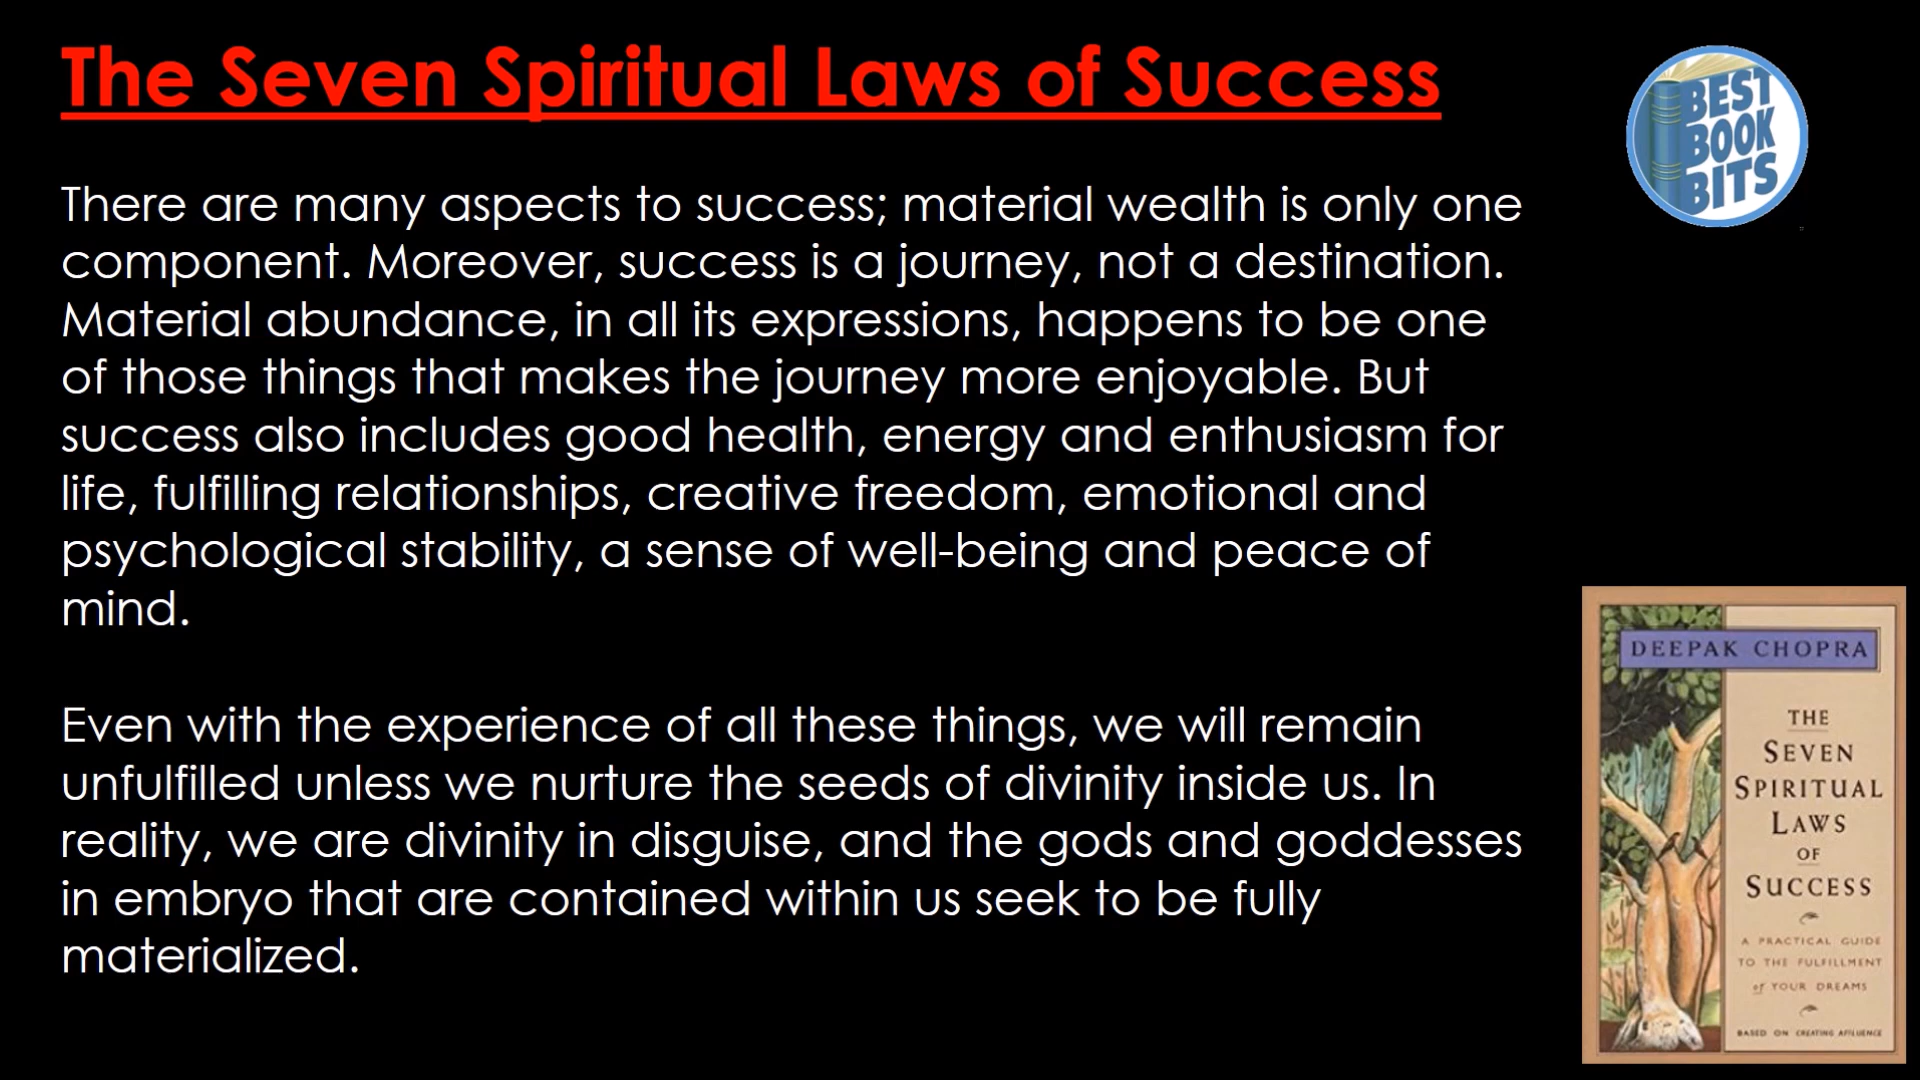 The Seven Spiritual Laws of Success
BEST
BOOK
BITS
There are many aspects to success; material wealth is only one
component. Moreover, success is a journey, not a destination.
Material abundance, in all its expressions, happens to be one
of those things that makes the journey more enjoyable. But
success also includes good health, energy and enthusiasm for
life, fulfilling relationships, creative freedom, emotional and
psychological stability, a sense of well-being and peace of
mind.
Even with the experience of all these things, we will remain
unfulfilled unless we nurture the seeds of divinity inside us. In
reality, we are divinity in disguise, and the gods and goddesses
in embryo that are contained within us seek to be fully
materialized.
DEEPAK CHOPRA
THE
SEVEN
SPIRITUAL
LAWS
OF
SUCCESS
A PRACTICAL GUIDE
TO THE FULFILLMENT
of YOUR DREAMS
BASED ON CREATING AFFLUENCE